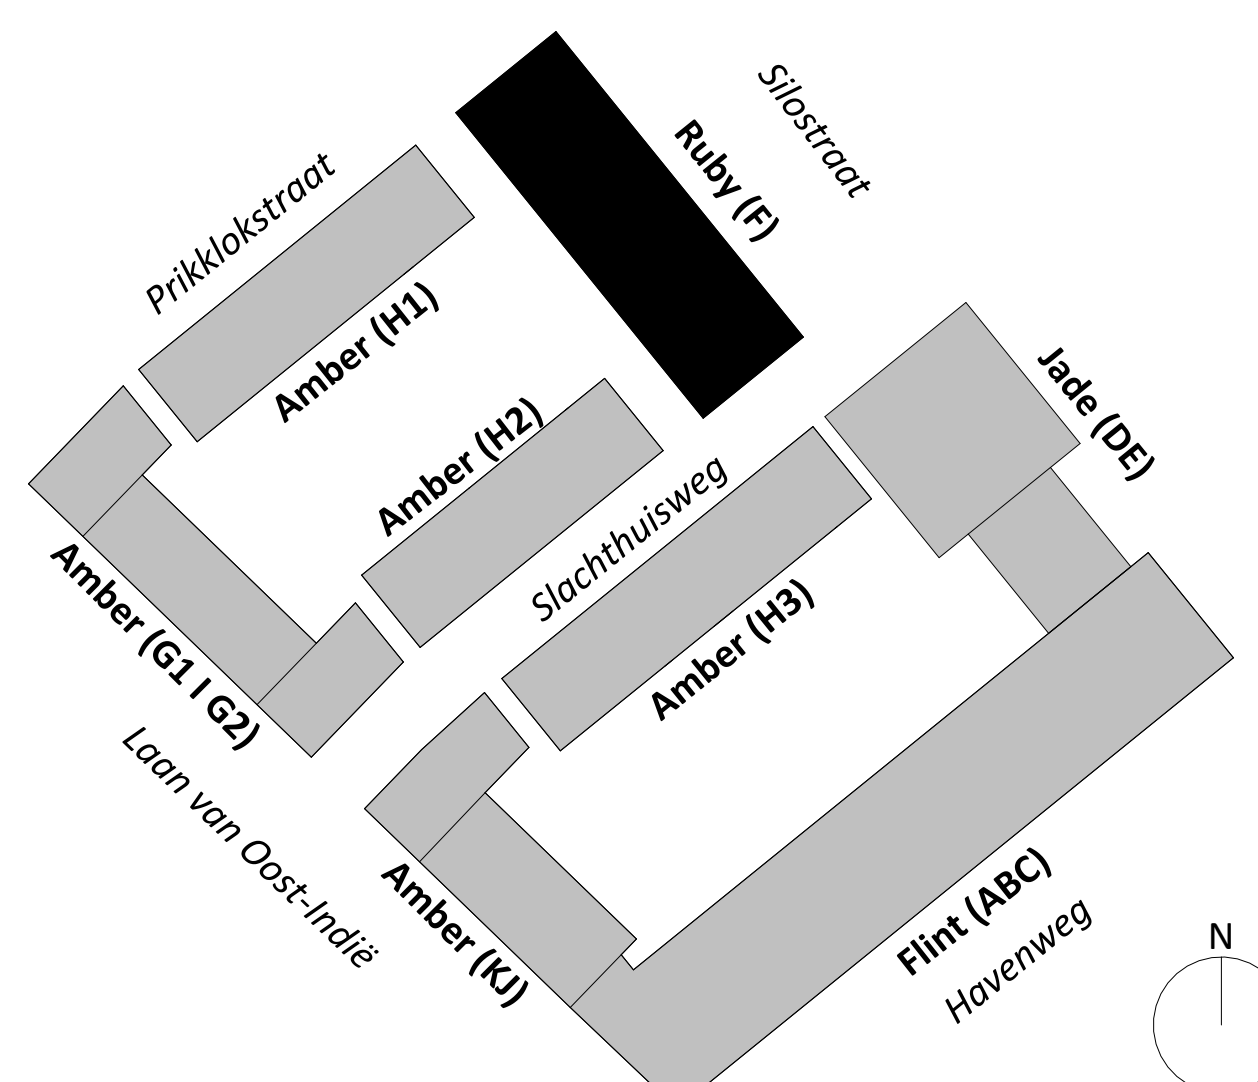 Silostraat
Ruby (F)
Prikklokstraat
Amber (H1)
Jade (DE)
Amber (H2)
Slachthuisweg
Amber (H3)
Amber (G1 I G2)
Laan van Oost-Indië
Amber (KJ)
Flint (ABC)
Havenweg
N